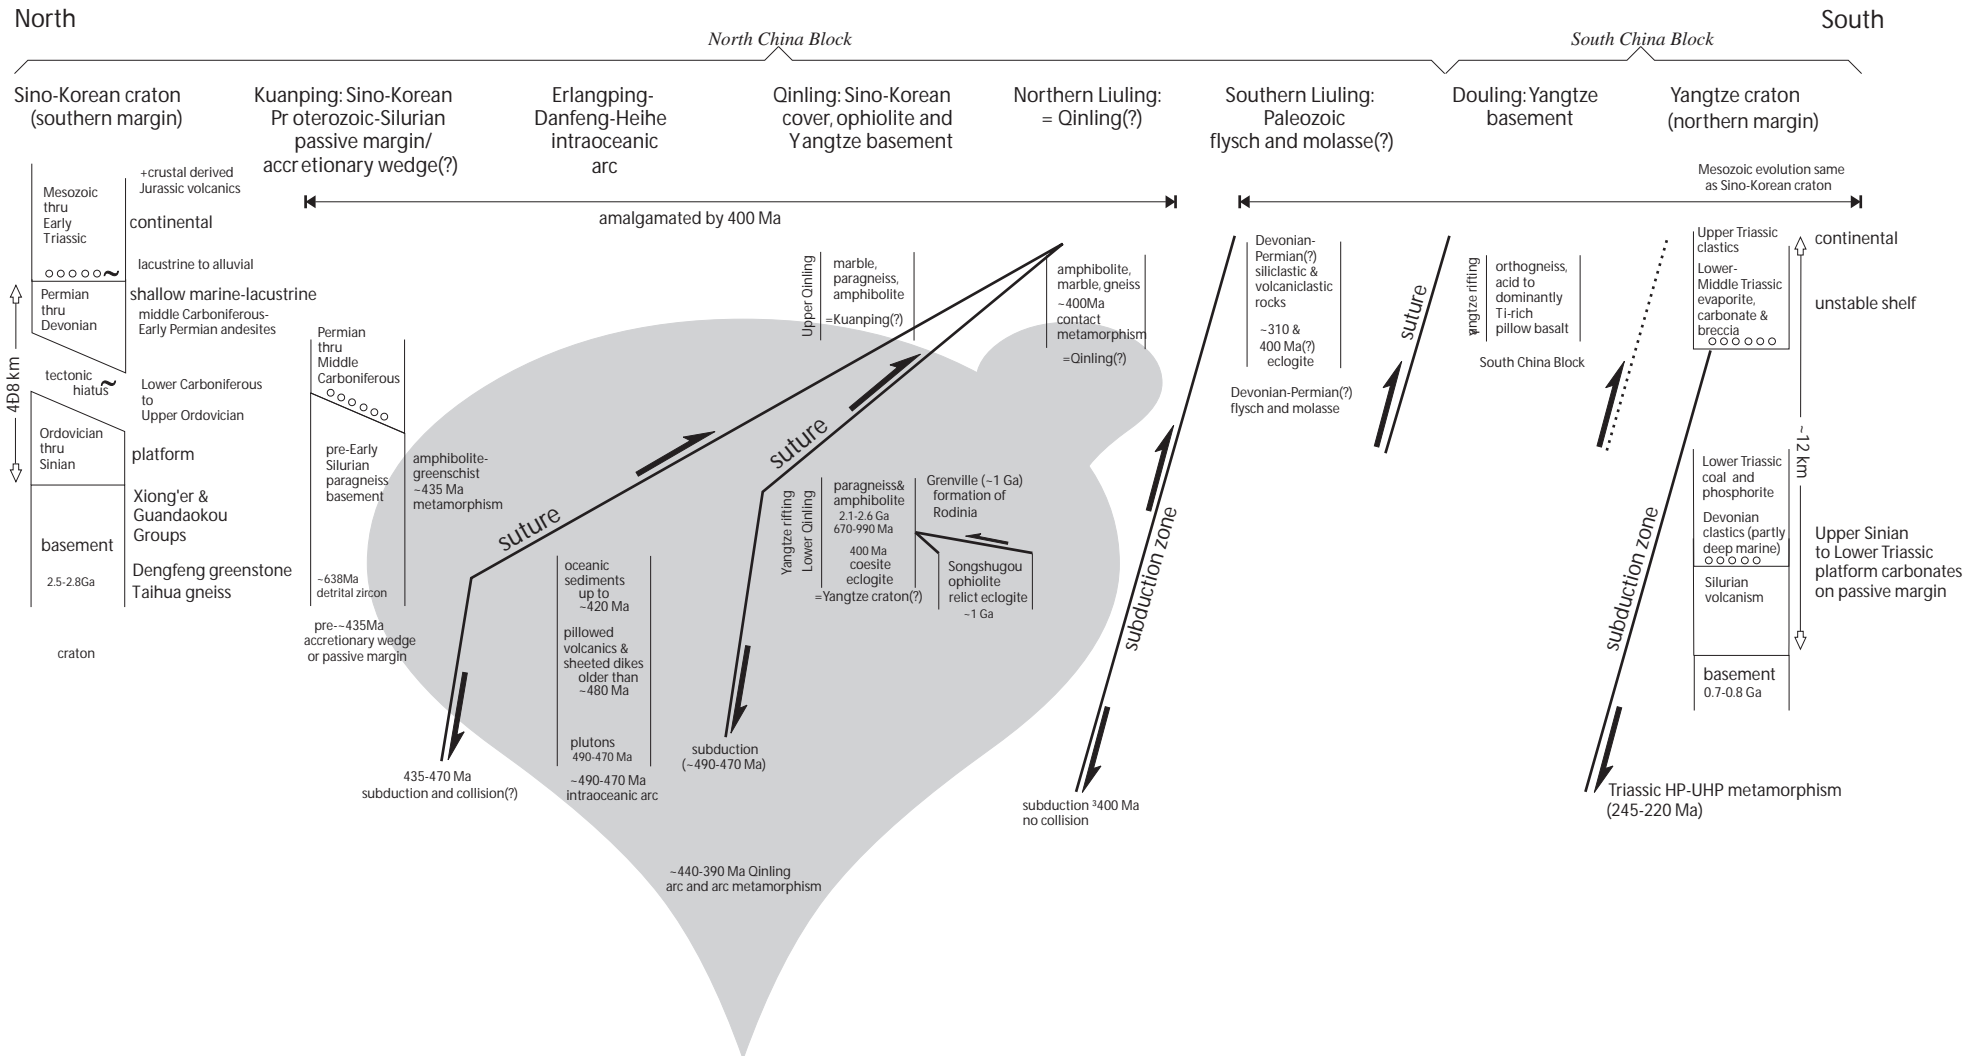 North
South
North China Block
South China Block
Sino-Korean craton
(southern margin)
Kuanping: Sino-Korean
Pr oterozoic-Silurian
passive margin/
accretionary wedge(?)
Erlangping-
Danfeng-Heihe
intraoceanic
arc
Qinling: Sino-Korean
cover, ophiolite and
Yangtze basement
Northern Liuling:
= Qinling(?)
Southern Liuling:
Paleozoic
flysch and molasse(?)
Douling: Yangtze
basement
Yangtze craton
(northern margin)
Mesozoic evolution same
as Sino-Korean craton
amalgamated by 400 Ma
Mesozoic
thru
Early
Triassic
+crustal derived
Jurassic volcanics
continental
lacustrine to alluvial
Permian
thru
Devonian
shallow marine-lacustrine
middle Carboniferous-
Early Permian andesites
4Ð8 km
tectonic
hiatus
Lower Carboniferous
to
Upper Ordovician
Ordovician
thru
Sinian
platform
Xiong'er &
Guandaokou
Groups
basement
2.5-2.8Ga
Dengfeng greenstone
Taihua gneiss
craton
Permian
thru
Middle
Carboniferous
pre-Early
Silurian
paragneiss
basement
amphibolite-
greenschist
~435 Ma
metamorphism
~638Ma
detrital zircon
pre-~435Ma
accretionary wedge
or passive margin
suture
435-470 Ma
subduction and collision(?)
oceanic
sediments
up to
~420 Ma
pillowed
volcanics &
sheeted dikes
older than
~480 Ma
plutons
490-470 Ma
~490-470 Ma
intraoceanic arc
suture
subduction
(~490-470 Ma)
Upper Qinling
marble,
paragneiss,
amphibolite
=Kuanping(?)
Yangtze rifting
Lower Qinling
paragneiss&
amphibolite
2.1-2.6 Ga
670-990 Ma
400 Ma
coesite
eclogite
=Yangtze craton(?)
Grenville (~1 Ga)
formation of
Rodinia
Songshugou
ophiolite
relict eclogite
~1 Ga
~440-390 Ma Qinling
arc and arc metamorphism
amphibolite,
marble, gneiss
~400Ma
contact
metamorphism
=Qinling(?)
subduction zone
subduction ³400 Ma
no collision
Devonian-
Permian(?)
siliclastic &
volcaniclastic
rocks
~310 &
400 Ma(?)
eclogite
Devonian-Permian(?)
flysch and molasse
suture
rifting
orthogneiss,
acid to
dominantly
Ti-rich
pillow basalt
South China Block
subduction zone
Triassic HP-UHP metamorphism
(245-220 Ma)
Upper Triassic
clastics
Lower-
Middle Triassic
evaporite,
carbonate &
breccia
continental
unstable shelf
~12 km
Lower Triassic
coal and
phosphorite
Devonian
clastics (partly
deep marine)
Silurian
volcanism
Upper Sinian
to Lower Triassic
platform carbonates
on passive margin
basement
0.7-0.8 Ga